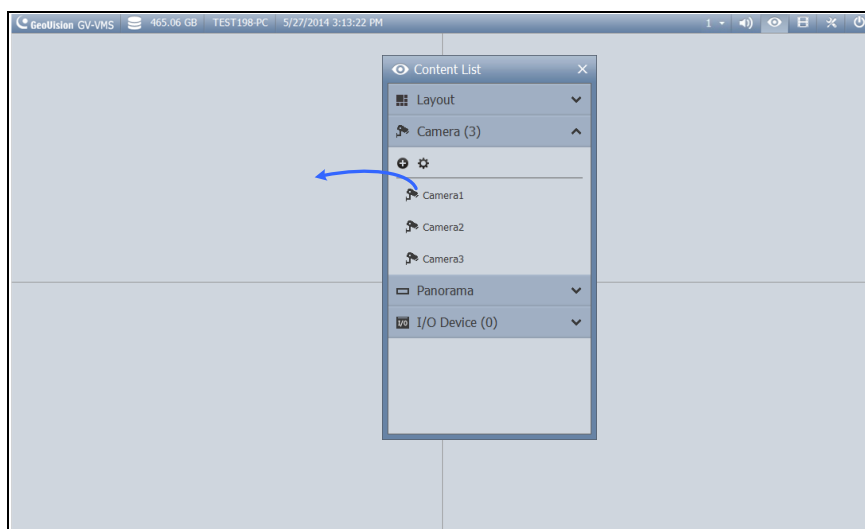 GeoVision GV-VMS 465.06 GB TEST198-PC 5/27/2014 3:13:22 PM 1
Content List
Layout
Camera (3)
Camera1
Camera2
Camera3
Panorama
I/O I/O Device (0)